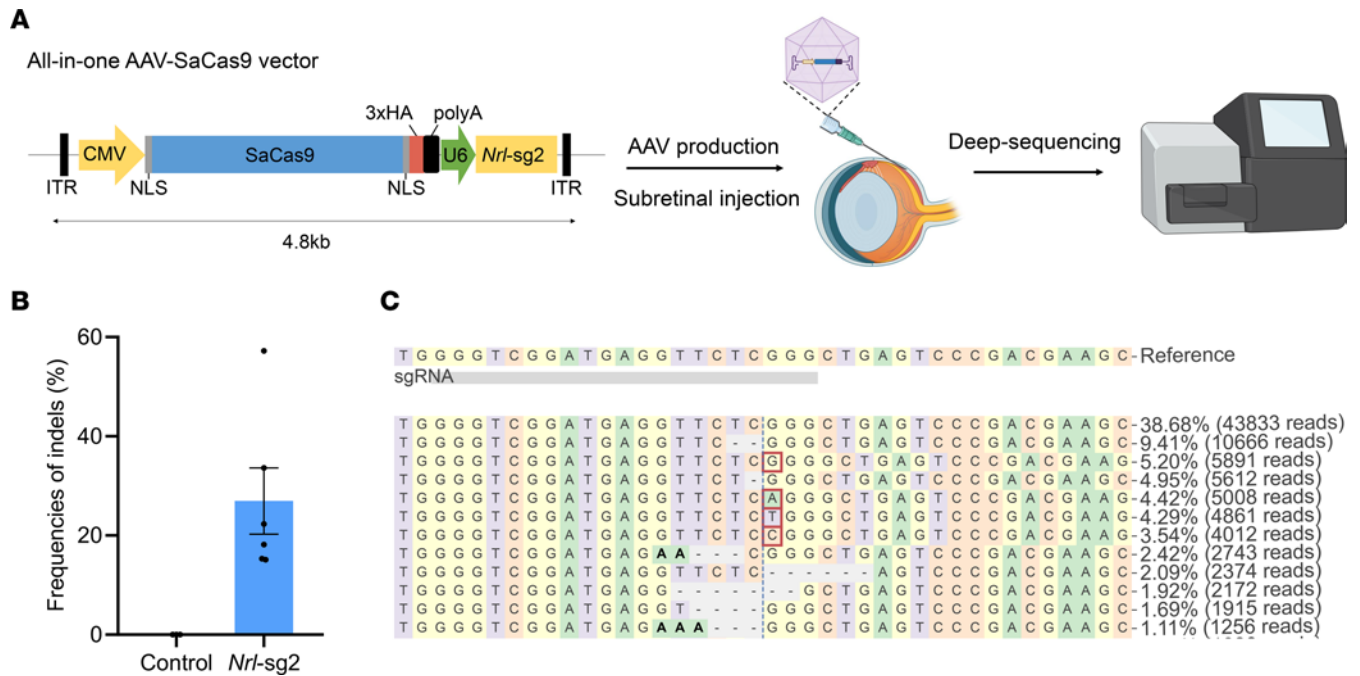 A
All-in-one AAV-SaCas9 vector
3xHA polyA
CMV SaCas9 U6 Nrl-sg2
ITR NLS NLS ITR
4.8kb
AAV production
Subretinal injection
Deep-sequencing
B
Frequencies of indels (%)
60
40
20
0
Control Nrl-sg2
C
T G G G G T C G G A T G A G G T T C T C G G G C T G A G T C C C G A C G A A G C - Reference
sgRNA
T G G G G T C G G A T G A G G T T C T C G G G C T G A G T C C C G A C G A A G C - 38.68% (43833 reads)
T G G G G T C G G A T G A G G T T C - - G G G C T G A G T C C C G A C G A A G C - 9.41% (10666 reads)
T G G G G T C G G A T G A G G T T C T C G G G G C T G A G T C C C G A C G A A G - 5.20% (5891 reads)
T G G G G T C G G A T G A G G T T C T - G G G C T G A G T C C C G A C G A A G C - 4.95% (5612 reads)
T G G G G T C G G A T G A G G T T C T C A G G G C T G A G T C C C G A C G A A G - 4.42% (5008 reads)
T G G G G T C G G A T G A G G T T C T C T G G G C T G A G T C C C G A C G A A G - 4.29% (4861 reads)
T G G G G T C G G A T G A G G T T C T C C G G G C T G A G T C C C G A C G A A G - 3.54% (4012 reads)
T G G G G T C G G A T G A G A A - - - C G G G C T G A G T C C C G A C G A A G C - 2.42% (2743 reads)
T G G G G T C G G A T G A G G T T C T C - - - - - - A G T C C C G A C G A A G C - 2.09% (2374 reads)
T G G G G T C G G A T G A G G - - - - - - - G C T G A G T C C C G A C G A A G C - 1.92% (2172 reads)
T G G G G T C G G A T G A G G T - - - - G G G C T G A G T C C C G A C G A A G C - 1.69% (1915 reads)
T G G G G T C G G A T G A G A A A - - - G G G C T G A G T C C C G A C G A A G C - 1.11% (1256 reads)